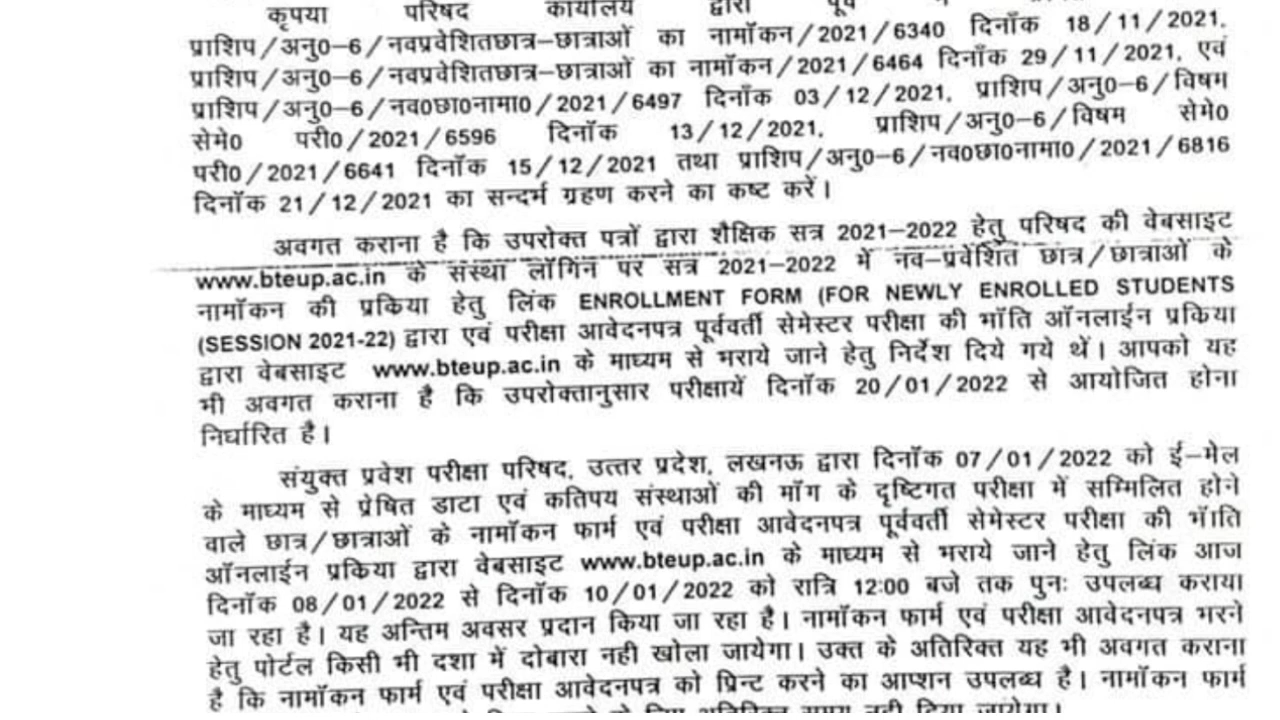 कृपया परिषद कार्यालय द्वारा पूर्व में
प्राशिप/अनु0-6/नवप्रवेशितछात्र-छात्राओं का नामॉकन/2021/6340 दिनॉक 18/11/2021,
प्राशिप/अनु0-6/नवप्रवेशितछात्र-छात्राओं का नामॉकन/2021/6464 दिनॉक 29/11/2021, एवं
प्राशिप/अनु0-6/नव0छा0नामा0/2021/6497 दिनॉक 03/12/2021, प्राशिप/अनु0-6/विषम
सेमे0 परी0/2021/6596 दिनॉक 13/12/2021, प्राशिप/अनु0-6/विषम सेमे0
परी0/2021/6641 दिनॉक 15/12/2021 तथा प्राशिप/अनु0-6/नव0छा0नामा0/2021/6816
दिनॉक 21/12/2021 का सन्दर्भ ग्रहण करने का कष्ट करें।
अवगत कराना है कि उपरोक्त पत्रों द्वारा शैक्षिक सत्र 2021-2022 हेतु परिषद की वेबसाइट
www.bteup.ac.in के संस्था लॉगिन पर सत्र 2021-2022 में नव-प्रवेशित छात्र/छात्राओं के
नामॉकन की प्रकिया हेतु लिंक ENROLLMENT FORM (FOR NEWLY ENROLLED STUDENTS
(SESSION 2021-22) द्वारा एवं परीक्षा आवेदनपत्र पूर्ववर्ती सेमेस्टर परीक्षा की भॉति ऑनलाईन प्रकिया
द्वारा वेबसाइट www.bteup.ac.in के माध्यम से भराये जाने हेतु निर्देश दिये गये थें। आपको यह
भी अवगत कराना है कि उपरोक्तानुसार परीक्षायें दिनॉक 20/01/2022 से आयोजित होना
निर्धारित है।
संयुक्त प्रवेश परीक्षा परिषद, उत्तर प्रदेश, लखनऊ द्वारा दिनॉक 07/01/2022 को ई-मेल
के माध्यम से प्रेषित डाटा एवं कतिपय संस्थाओं की मॉग के दृष्टिगत परीक्षा में सम्मिलित होने
वाले छात्र/छात्राओं के नामॉकन फार्म एवं परीक्षा आवेदनपत्र पूर्ववर्ती सेमेस्टर परीक्षा की भॅाति
ऑनलाईन प्रकिया द्वारा वेबसाइट www.bteup.ac.in के माध्यम से भराये जाने हेतु लिंक आज
दिनॉक 08/01/2022 से दिनॉक 10/01/2022 को रात्रि 12:00 बजे तक पुनः उपलब्ध कराया
जा रहा है। यह अन्तिम अवसर प्रदान किया जा रहा है। नामॉकन फार्म एवं परीक्षा आवेदनपत्र भरने
हेतु पोर्टल किसी भी दशा में दोबारा नही खोला जायेगा। उक्त के अतिरिक्त यह भी अवगत कराना
है कि नामॉकन फार्म एवं परीक्षा आवेदनपत्र को प्रिन्ट करने का आप्शन उपलब्ध है। नामॉकन फार्म
अतिरिक्त समय नही दिया जायेगा।